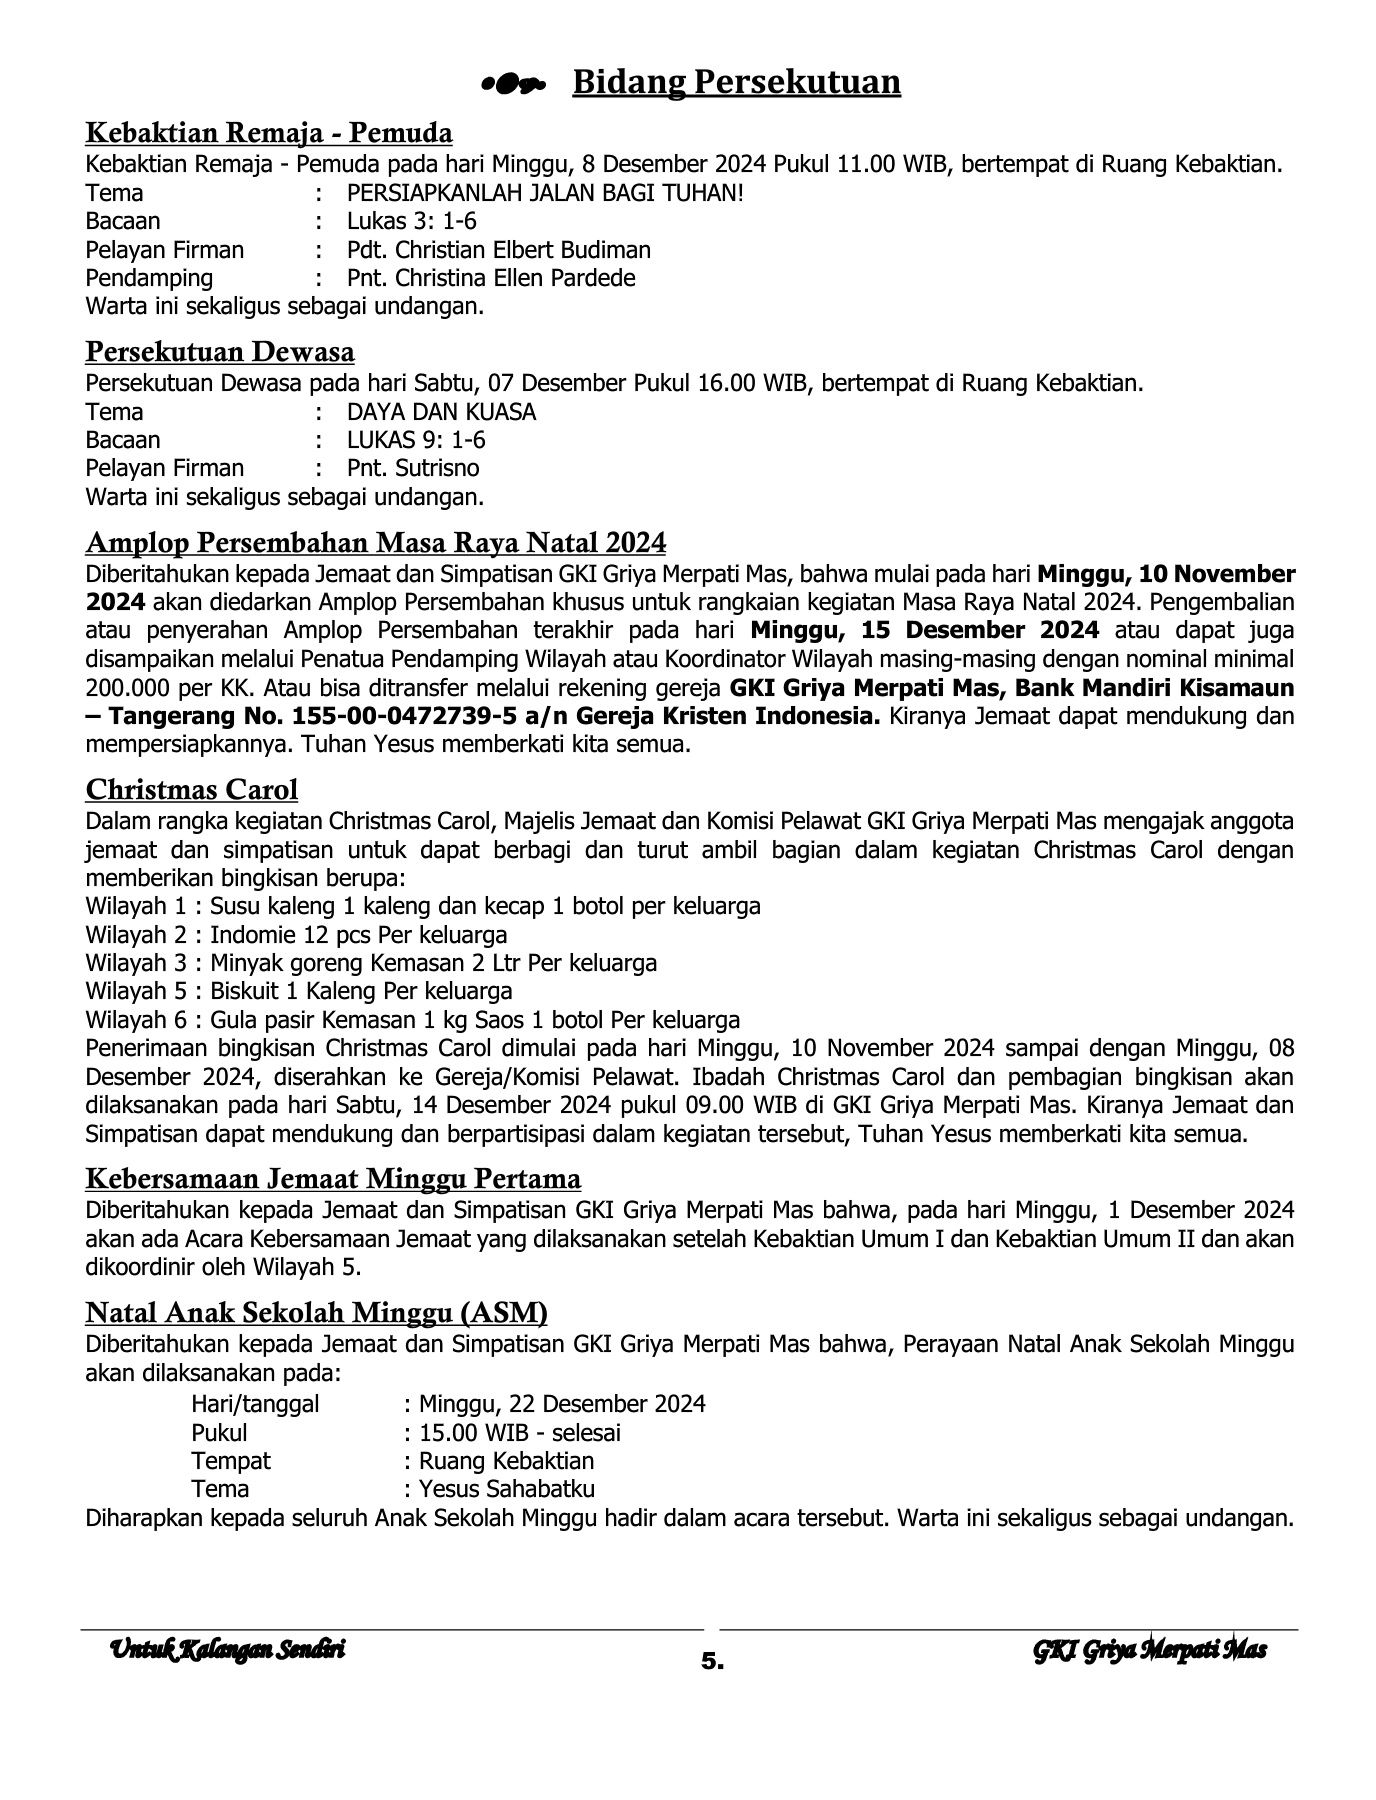 Bidang Persekutuan
Kebaktian Remaja - Pemuda
Kebaktian Remaja - Pemuda pada hari Minggu, 8 Desember 2024 Pukul 11.00 WIB, bertempat di Ruang Kebaktian.
Tema : PERSIAPKANLAH JALAN BAGI TUHAN!
Bacaan : Lukas 3: 1-6
Pelayan Firman : Pdt. Christian Elbert Budiman
Pendamping : Pnt. Christina Ellen Pardede
Warta ini sekaligus sebagai undangan.
Persekutuan Dewasa
Persekutuan Dewasa pada hari Sabtu, 07 Desember Pukul 16.00 WIB, bertempat di Ruang Kebaktian.
Tema : DAYA DAN KUASA
Bacaan : LUKAS 9: 1-6
Pelayan Firman : Pnt. Sutrisno
Warta ini sekaligus sebagai undangan.
Amplop Persembahan Masa Raya Natal 2024
Diberitahukan kepada Jemaat dan Simpatisan GKI Griya Merpati Mas, bahwa mulai pada hari Minggu, 10 November
2024 akan diedarkan Amplop Persembahan khusus untuk rangkaian kegiatan Masa Raya Natal 2024. Pengembalian
atau penyerahan Amplop Persembahan terakhir pada hari Minggu, 15 Desember 2024 atau dapat juga
disampaikan melalui Penatua Pendamping Wilayah atau Koordinator Wilayah masing-masing dengan nominal minimal
200.000 per KK. Atau bisa ditransfer melalui rekening gereja GKI Griya Merpati Mas, Bank Mandiri Kisamaun
– Tangerang No. 155-00-0472739-5 a/n Gereja Kristen Indonesia. Kiranya Jemaat dapat mendukung dan
mempersiapkannya. Tuhan Yesus memberkati kita semua.
Christmas Carol
Dalam rangka kegiatan Christmas Carol, Majelis Jemaat dan Komisi Pelawat GKI Griya Merpati Mas mengajak anggota
jemaat dan simpatisan untuk dapat berbagi dan turut ambil bagian dalam kegiatan Christmas Carol dengan
memberikan bingkisan berupa:
Wilayah 1 : Susu kaleng 1 kaleng dan kecap 1 botol per keluarga
Wilayah 2 : Indomie 12 pcs Per keluarga
Wilayah 3 : Minyak goreng Kemasan 2 Ltr Per keluarga
Wilayah 5 : Biskuit 1 Kaleng Per keluarga
Wilayah 6 : Gula pasir Kemasan 1 kg Saos 1 botol Per keluarga
Penerimaan bingkisan Christmas Carol dimulai pada hari Minggu, 10 November 2024 sampai dengan Minggu, 08
Desember 2024, diserahkan ke Gereja/Komisi Pelawat. Ibadah Christmas Carol dan pembagian bingkisan akan
dilaksanakan pada hari Sabtu, 14 Desember 2024 pukul 09.00 WIB di GKI Griya Merpati Mas. Kiranya Jemaat dan
Simpatisan dapat mendukung dan berpartisipasi dalam kegiatan tersebut, Tuhan Yesus memberkati kita semua.
Kebersamaan Jemaat Minggu Pertama
Diberitahukan kepada Jemaat dan Simpatisan GKI Griya Merpati Mas bahwa, pada hari Minggu, 1 Desember 2024
akan ada Acara Kebersamaan Jemaat yang dilaksanakan setelah Kebaktian Umum I dan Kebaktian Umum II dan akan
dikoordinir oleh Wilayah 5.
Natal Anak Sekolah Minggu (ASM)
Diberitahukan kepada Jemaat dan Simpatisan GKI Griya Merpati Mas bahwa, Perayaan Natal Anak Sekolah Minggu
akan dilaksanakan pada:
Hari/tanggal : Minggu, 22 Desember 2024
Pukul : 15.00 WIB - selesai
Tempat : Ruang Kebaktian
Tema : Yesus Sahabatku
Diharapkan kepada seluruh Anak Sekolah Minggu hadir dalam acara tersebut. Warta ini sekaligus sebagai undangan.
Untuk Kalangan Sendiri
5.
GKI Griya Merpati Mas